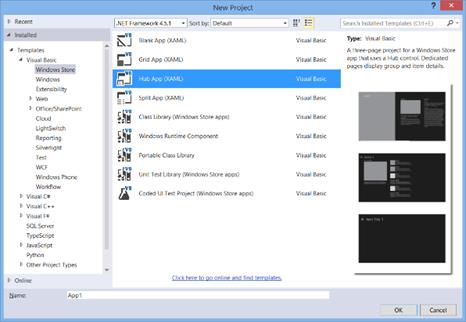 New Project
? ×
Recent
.NET Framework 4.5.1
Sort by: Default
Search Installed Templates (Ctrl+E)
Installed
Templates
Visual Basic
Windows Store
Windows
Extensibility
Web
Office/SharePoint
Cloud
LightSwitch
Reporting
Silverlight
Test
WCF
Windows Phone
Workflow
Visual C#
Visual C++
Visual F#
SQL Server
TypeScript
JavaScript
Python
Other Project Types
Online
Blank App (XAML) Visual Basic
Grid App (XAML) Visual Basic
Hub App (XAML) Visual Basic
Split App (XAML) Visual Basic
Class Library (Windows Store apps) Visual Basic
Windows Runtime Component Visual Basic
Portable Class Library Visual Basic
Unit Test Library (Windows Store apps) Visual Basic
Coded UI Test Project (Windows Store apps) Visual Basic
Click here to go online and find templates.
Type: Visual Basic
A three-page project for a Windows Store
app that uses a Hub control. Dedicated
pages display group and item details.
Name: App1
OK
Cancel